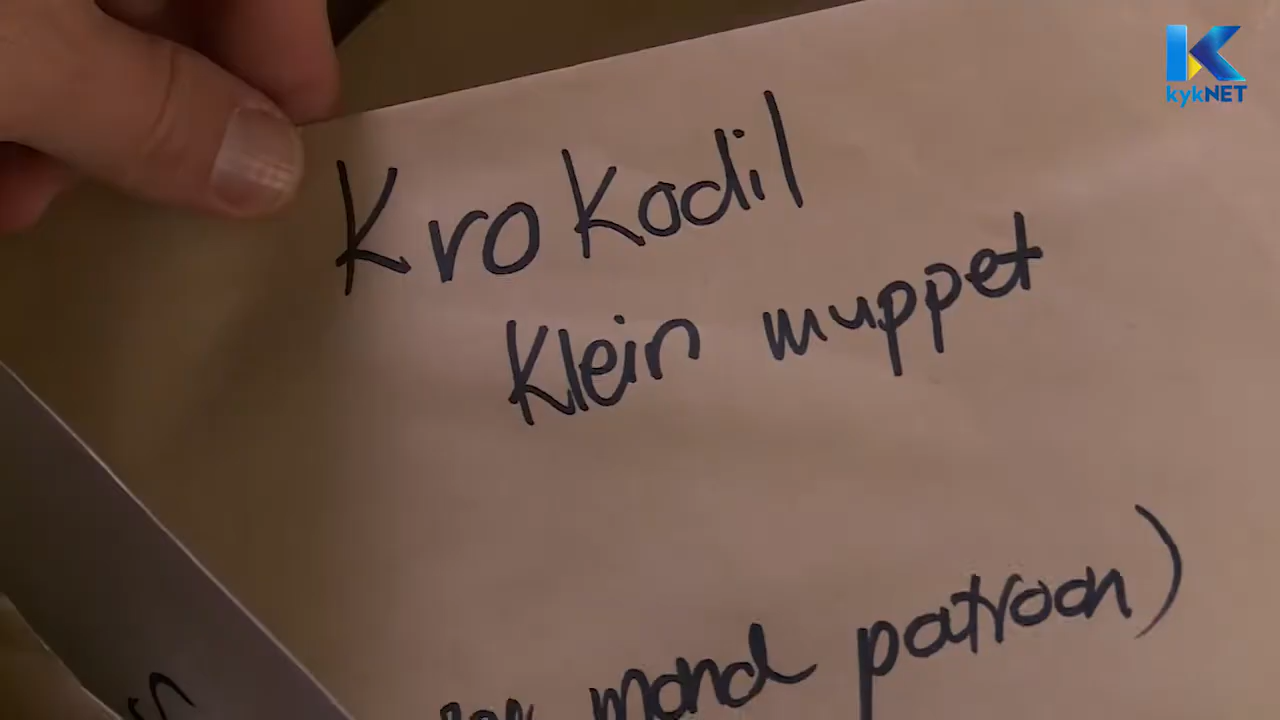 K
kykNET
Krokodil
Klein muppet
mond patroon)